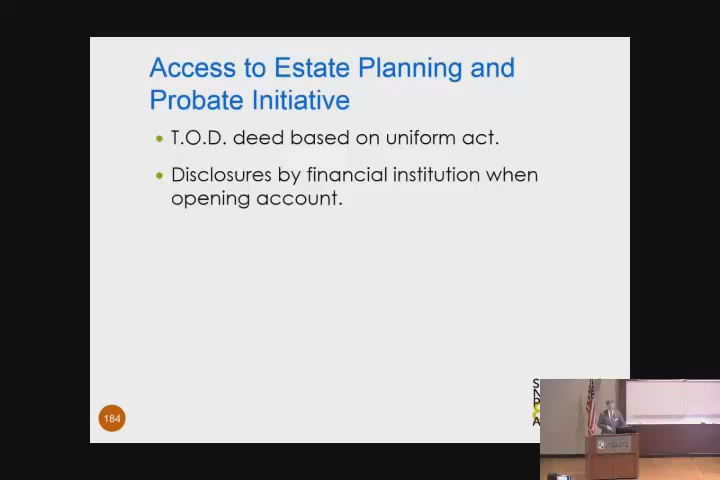 Access to Estate Planning and
Probate Initiative
T.O.D. deed based on uniform act.
Disclosures by financial institution when
opening account.
184
S
N
P
A